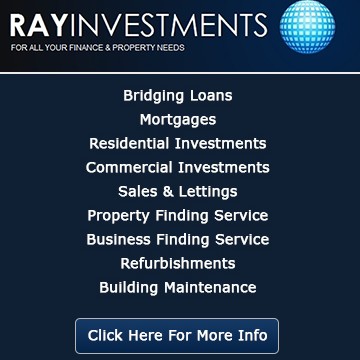 RAYINVESTMENTS
FOR ALL YOUR FINANCE & PROPERTY NEEDS
Bridging Loans
Mortgages
Residential Investments
Commercial Investments
Sales & Lettings
Property Finding Service
Business Finding Service
Refurbishments
Building Maintenance
Click Here For More Info